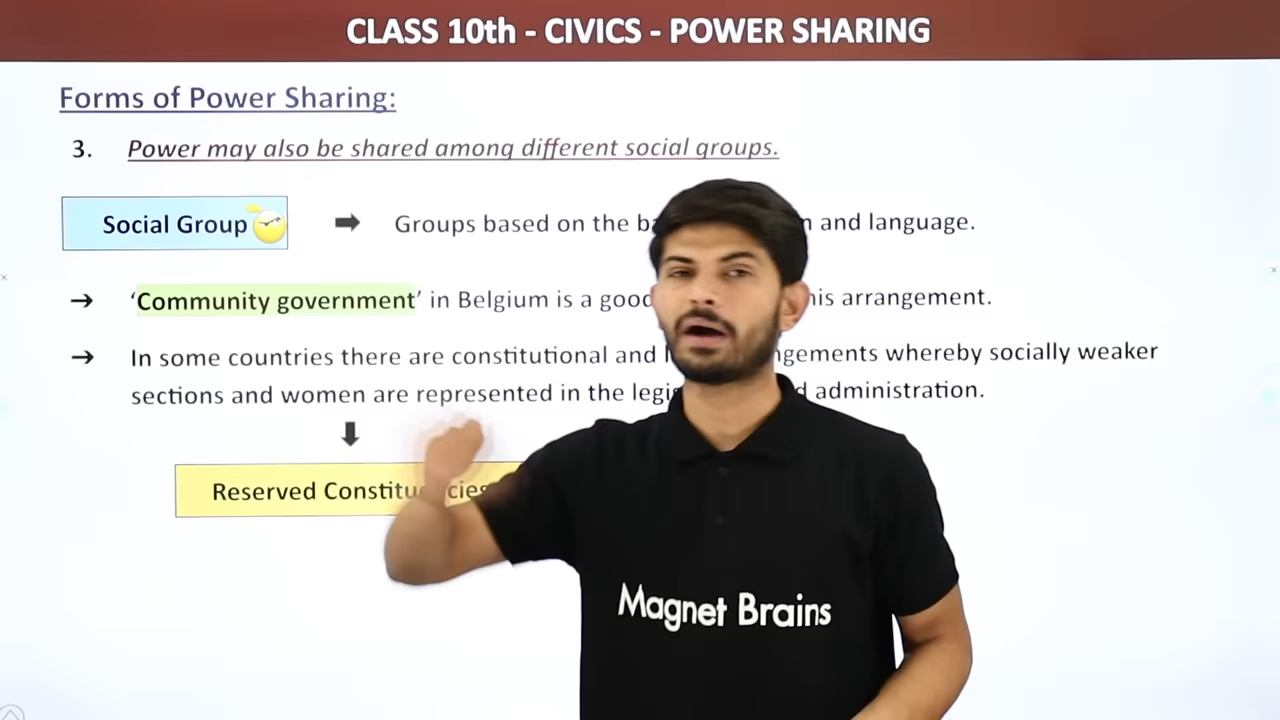 CLASS 10th - CIVICS - POWER SHARING
Forms of Power Sharing:
3. Power may also be shared among different social groups.
Social Group ➡ Groups based on the and language.
→ ‘Community government’ in Belgium is a good arrangement.
→ In some countries there are constitutional and whereby socially weaker
sections and women are represented in the administration.
Reserved Constituencies
Magnet Brains